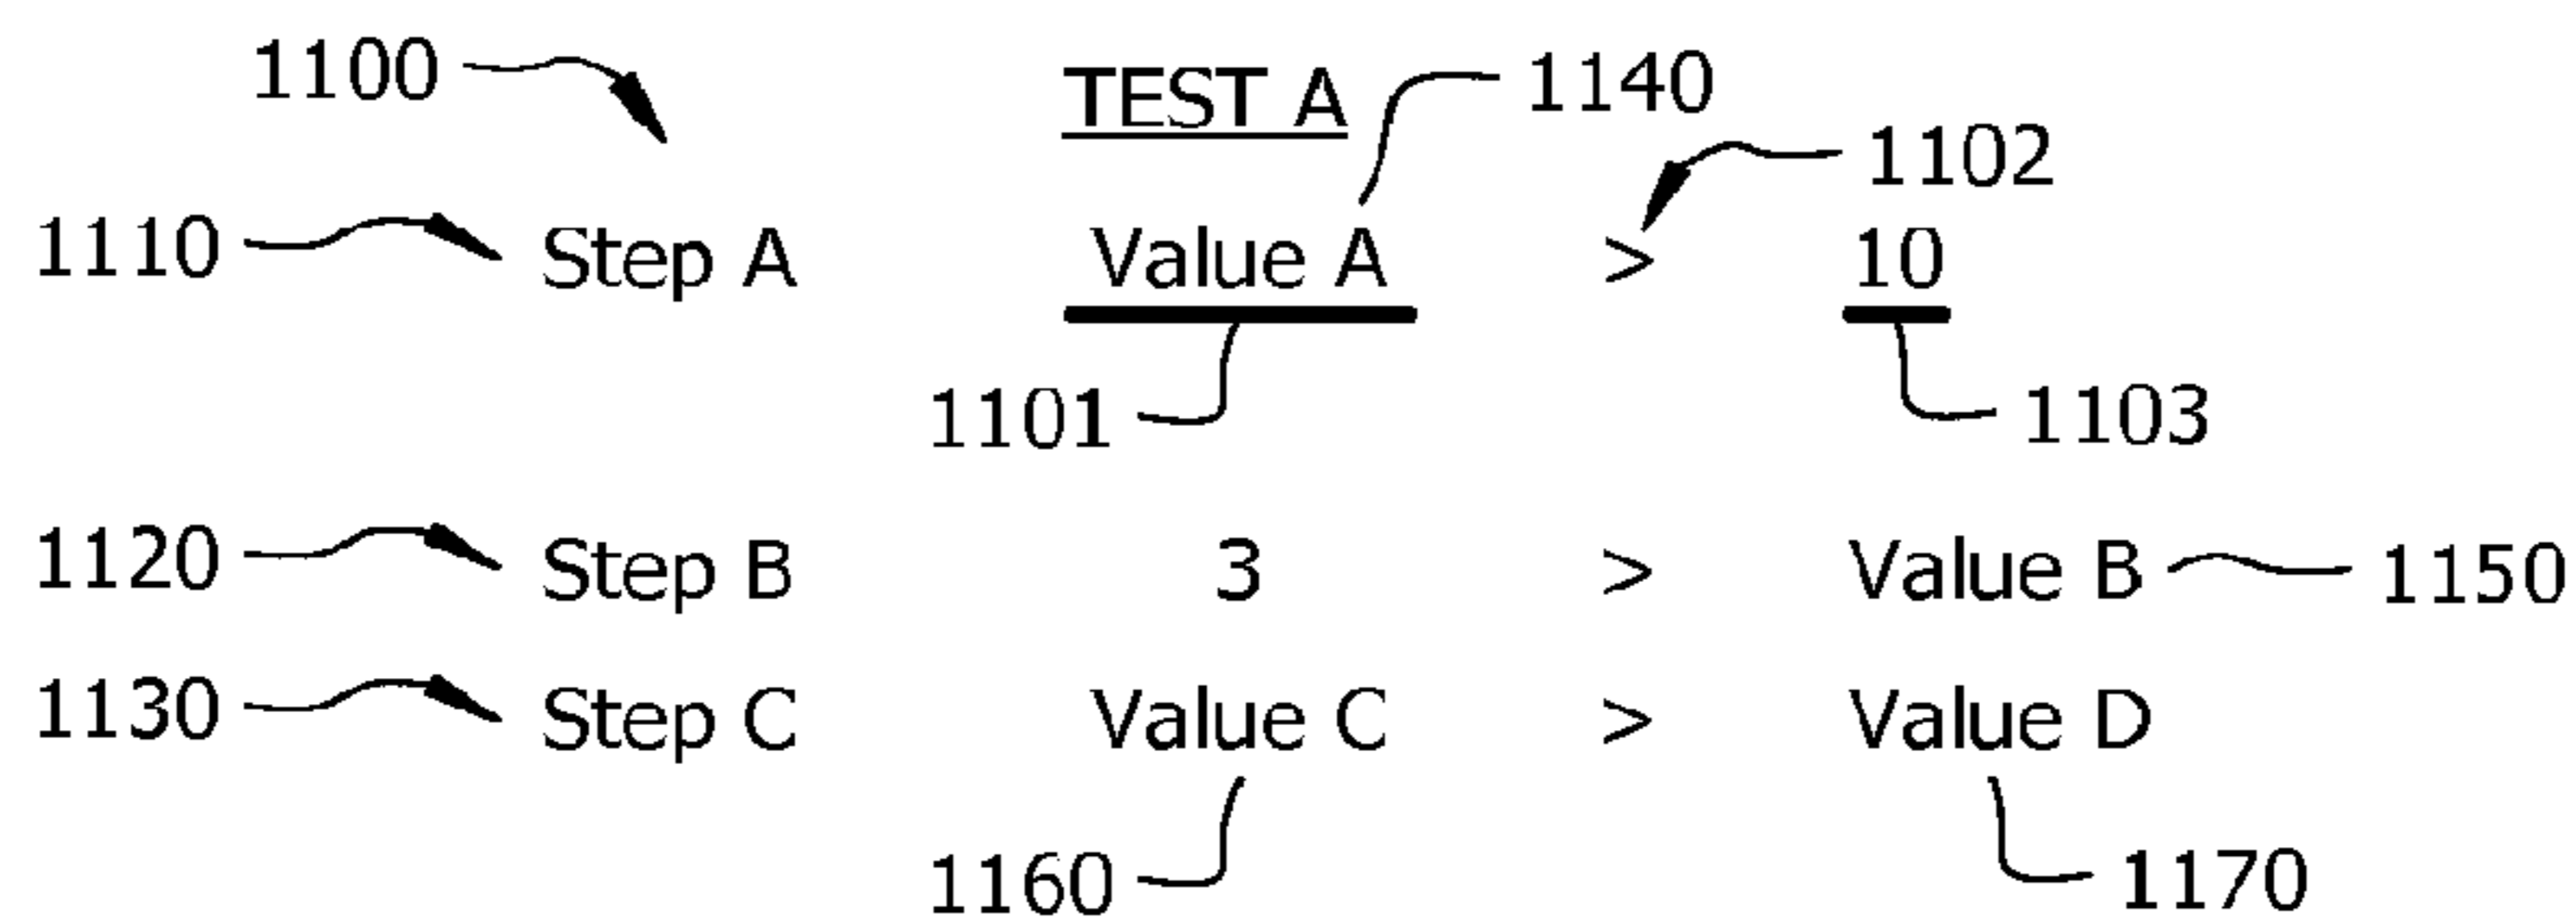 1100 TEST A 1140
1102
1110 Step A Value A > 10
1101 1103
1120 Step B 3 > Value B 1150
1130 Step C Value C > Value D
1160 1170